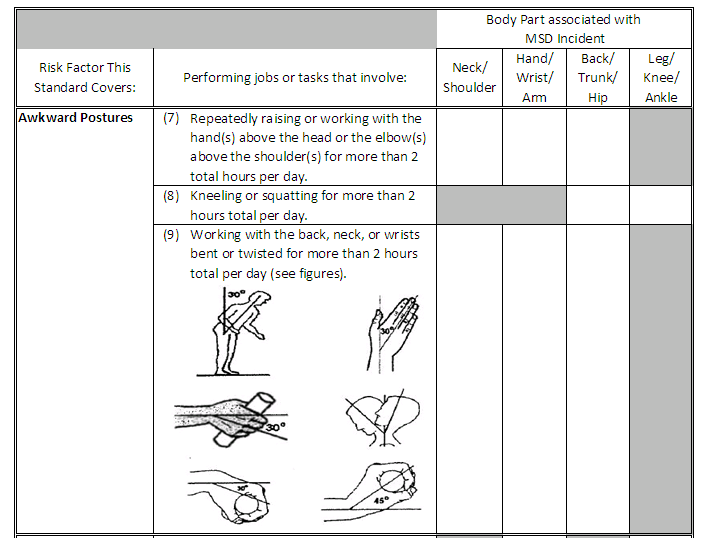 Body Part associated with
MSD Incident
Risk Factor This
Standard Covers:
Performing jobs or tasks that involve:
Neck/
Shoulder
Hand/
Wrist/
Arm
Back/
Trunk/
Hip
Leg/
Knee/
Ankle
Awkward Postures
(7) Repeatedly raising or working with the
hand(s) above the head or the elbow(s)
above the shoulder(s) for more than 2
total hours per day.
(8) Kneeling or squatting for more than 2
hours total per day.
(9) Working with the back, neck, or wrists
bent or twisted for more than 2 hours
total per day (see figures).
30°
30°
30°
30°
45°